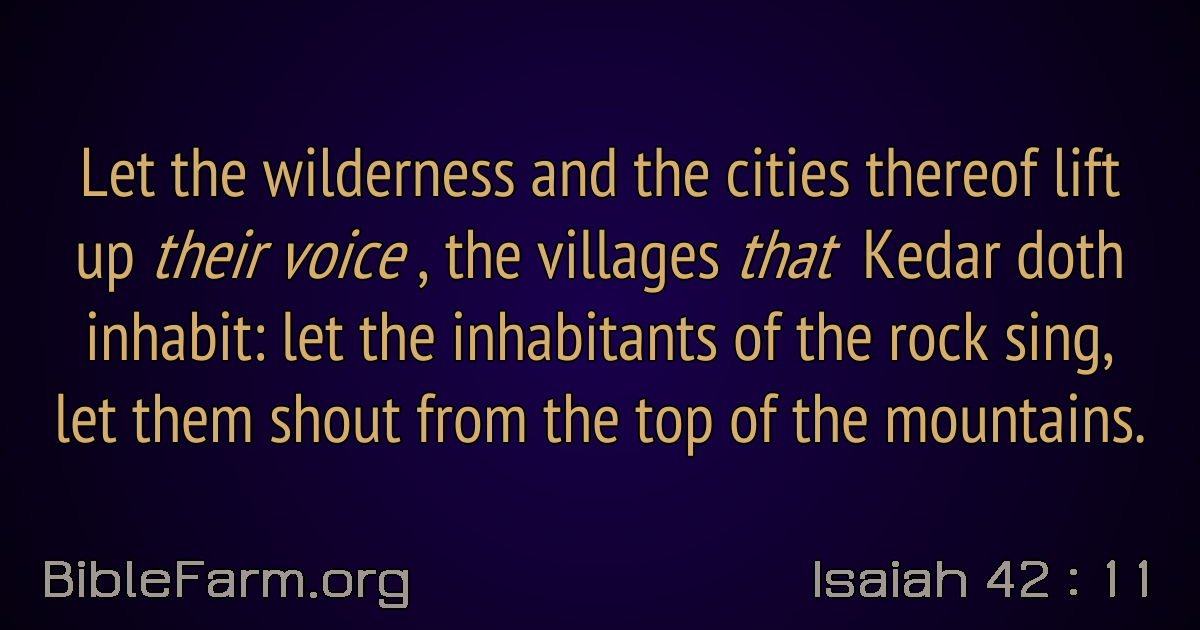 Let the wilderness and the cities thereof lift
up their voice , the villages that Kedar doth
inhabit: let the inhabitants of the rock sing,
let them shout from the top of the mountains.
BibleFarm.org
Isaiah 42 : 11